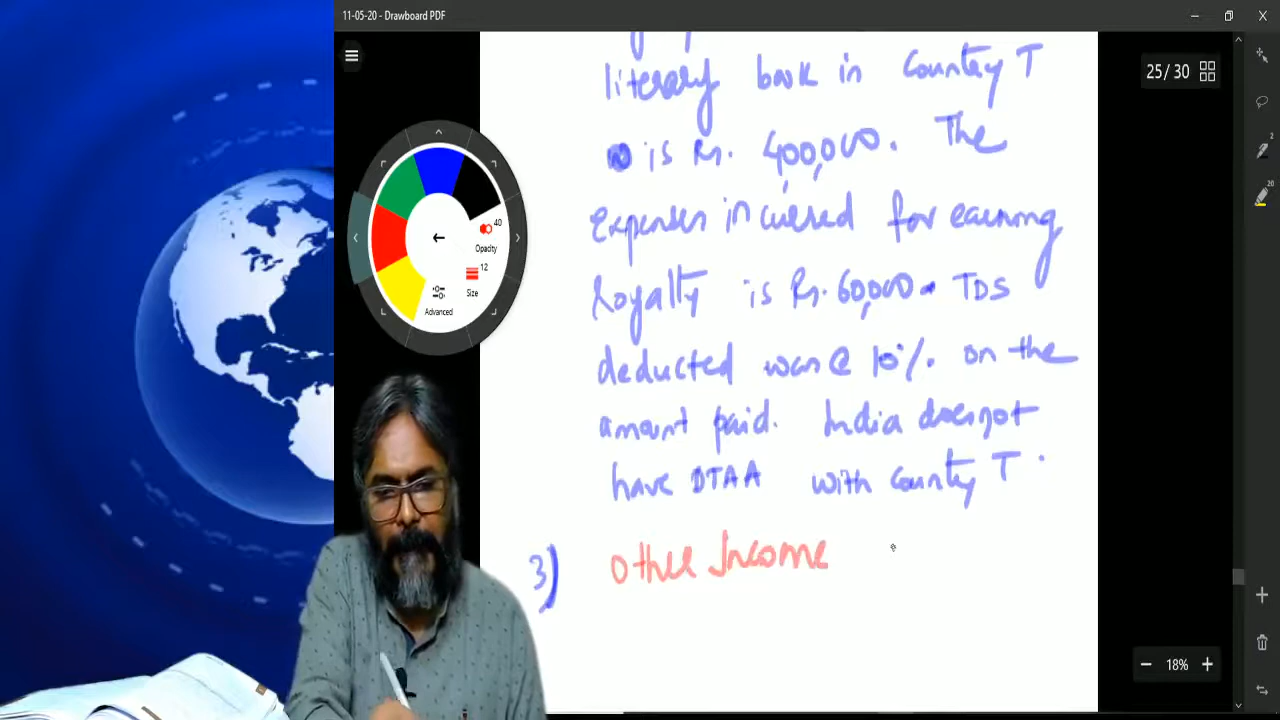 11-05-20 - Drawboard PDF
25/ 30
literary book in Country T
is Rs. 400,000. The
expenses incurred for earning
Royalty is Rs. 60,000. TDS
deducted was @ 10%. on the
amount paid. India does not
have DTAA with Country T.
3) Other Income
40
Opacity
12
Size
Advanced
2
20
18%